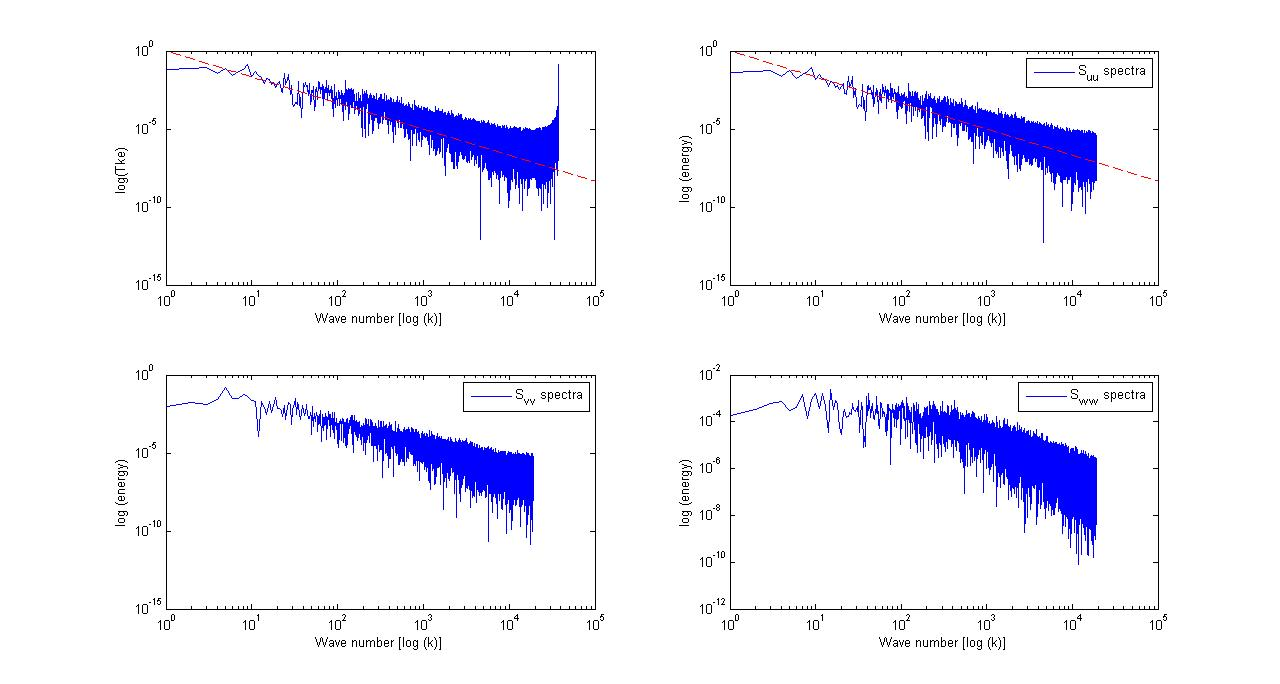 10^0
10^-5
10^-10
10^-15
log(Tke)
10^0 10^1 10^2 10^3 10^4 10^5
Wave number [log (k)]
S_uu spectra
10^0
10^-5
10^-10
10^-15
log (energy)
10^0 10^1 10^2 10^3 10^4 10^5
Wave number [log (k)]
S_vv spectra
10^0
10^-5
10^-10
10^-15
log (energy)
10^0 10^1 10^2 10^3 10^4 10^5
Wave number [log (k)]
S_ww spectra
10^-2
10^-4
10^-6
10^-8
10^-10
10^-12
log (energy)
10^0 10^1 10^2 10^3 10^4 10^5
Wave number [log (k)]